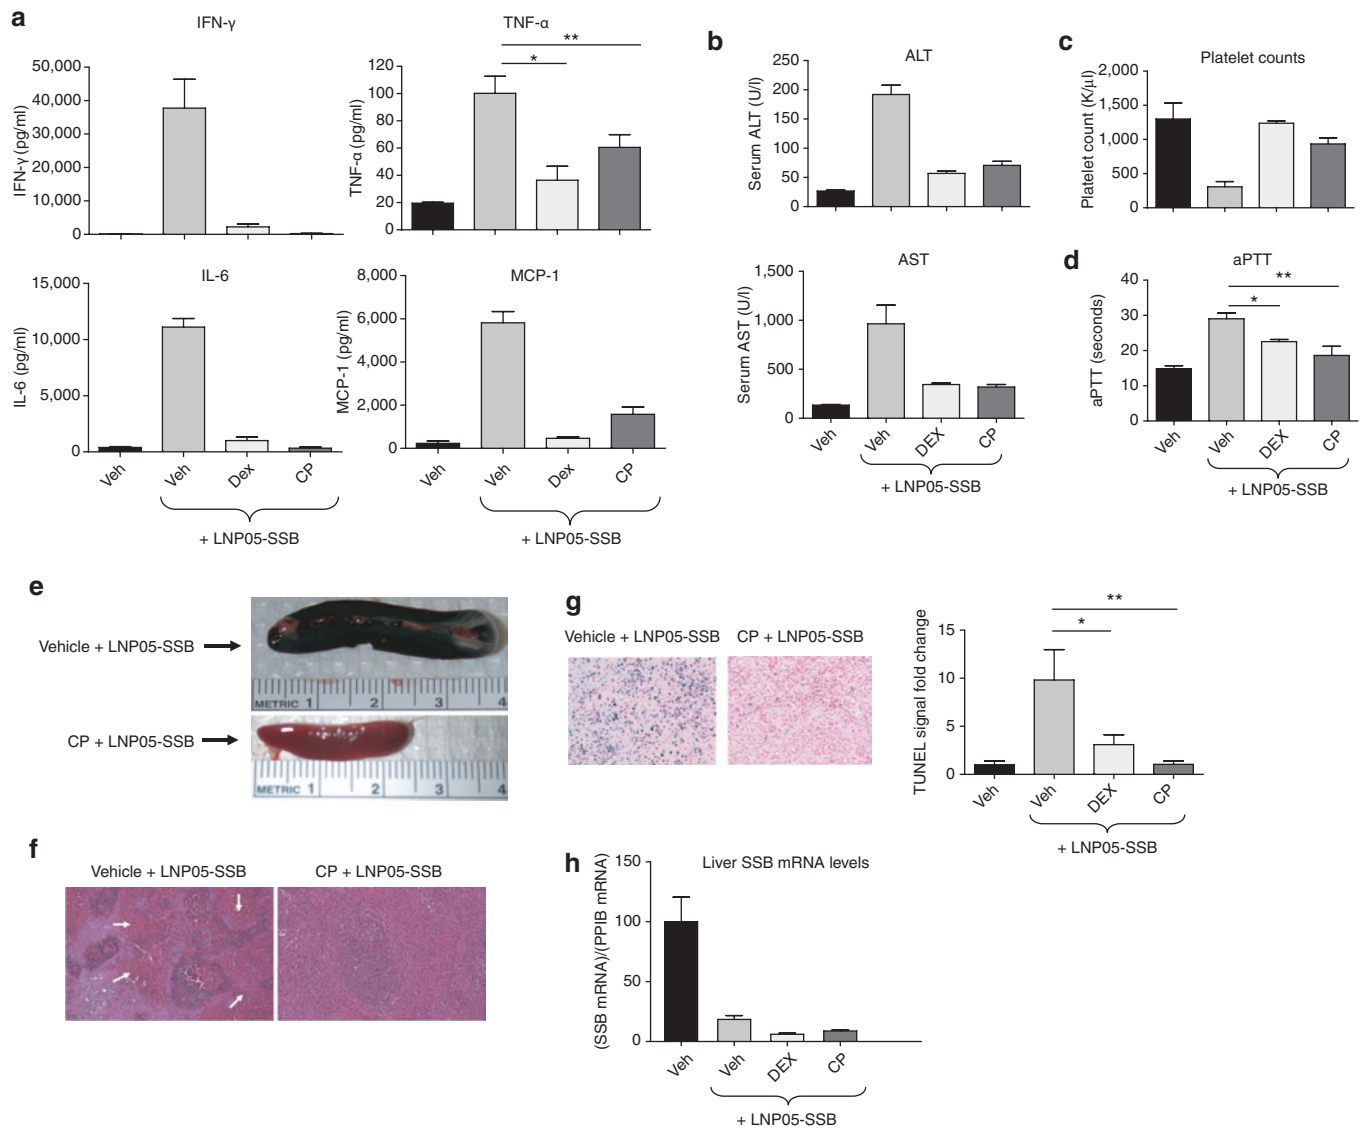 a
IFN-γ
IFN-γ (pg/ml)
50,000
40,000
30,000
20,000
10,000
0
TNF-α
**
*
TNF-α (pg/ml)
120
100
80
60
40
20
0
IL-6
IL-6 (pg/ml)
15,000
10,000
5,000
0
Veh
Veh
Dex
CP
+ LNP05-SSB
MCP-1
MCP-1 (pg/ml)
8,000
6,000
4,000
2,000
0
Veh
Veh
Dex
CP
+ LNP05-SSB
b
ALT
Serum ALT (U/l)
250
200
150
100
50
0
AST
Serum AST (U/l)
1,500
1,000
500
0
Veh
Veh
DEX
CP
+ LNP05-SSB
c
Platelet counts
Platelet count (K/μl)
2,000
1,500
1,000
500
0
d
aPTT
**
*
aPTT (seconds)
40
30
20
10
0
Veh
Veh
DEX
CP
+ LNP05-SSB
e
Vehicle + LNP05-SSB
METRIC 1 2 3 4
CP + LNP05-SSB
METRIC 1 2 3 4
f
Vehicle + LNP05-SSB
CP + LNP05-SSB
g
Vehicle + LNP05-SSB
CP + LNP05-SSB
**
*
TUNEL signal fold change
15
10
5
0
Veh
Veh
DEX
CP
+ LNP05-SSB
h
Liver SSB mRNA levels
(SSB mRNA)/(PPIB mRNA)
150
100
50
0
Veh
Veh
DEX
CP
+ LNP05-SSB